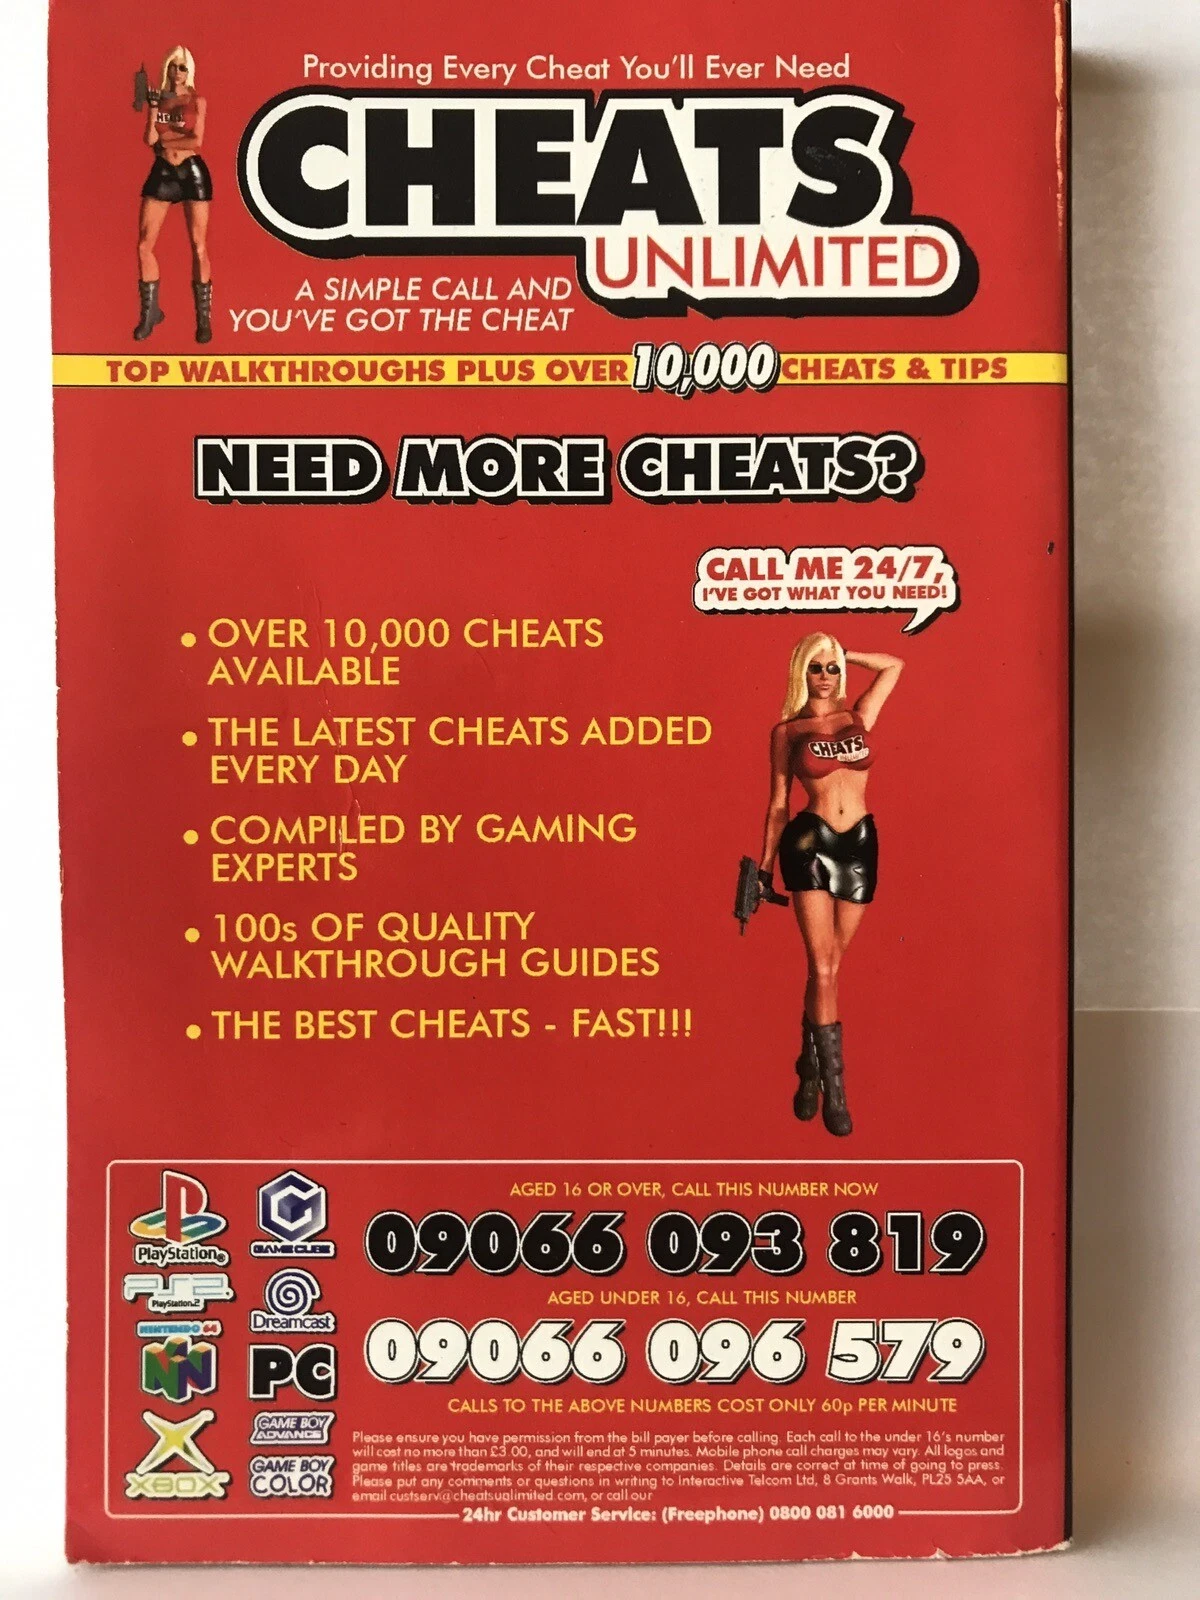 Providing Every Cheat You'll Ever Need
CHEATS
UNLIMITED
A SIMPLE CALL AND
YOU'VE GOT THE CHEAT
TOP WALKTHROUGHS PLUS OVER 10,000 CHEATS & TIPS
NEED MORE CHEATS?
CALL ME 24/7,
I'VE GOT WHAT YOU NEED!
• OVER 10,000 CHEATS
AVAILABLE
• THE LATEST CHEATS ADDED
EVERY DAY
• COMPILED BY GAMING
EXPERTS
• 100s OF QUALITY
WALKTHROUGH GUIDES
• THE BEST CHEATS - FAST!!!
CHEATS
PlayStation®
GAMECUBE
PS2
PlayStation.2
Dreamcast
NINTENDO 64
PC
XBOX
GAME BOY
ADVANCE
GAME BOY
COLOR
AGED 16 OR OVER, CALL THIS NUMBER NOW
09066 093 819
AGED UNDER 16, CALL THIS NUMBER
09066 096 579
CALLS TO THE ABOVE NUMBERS COST ONLY 60p PER MINUTE
Please ensure you have permission from the bill payer before calling. Each call to the under 16's number
will cost no more than £3.00, and will end at 5 minutes. Mobile phone call charges may vary. All logos and
game titles are trademarks of their respective companies. Details are correct at time of going to press.
Please put any comments or questions in writing to Interactive Telcom Ltd, 8 Grants Walk, PL25 5AA, or
email custserv@cheatsunlimited.com, or call our
24hr Customer Service: (Freephone) 0800 081 6000